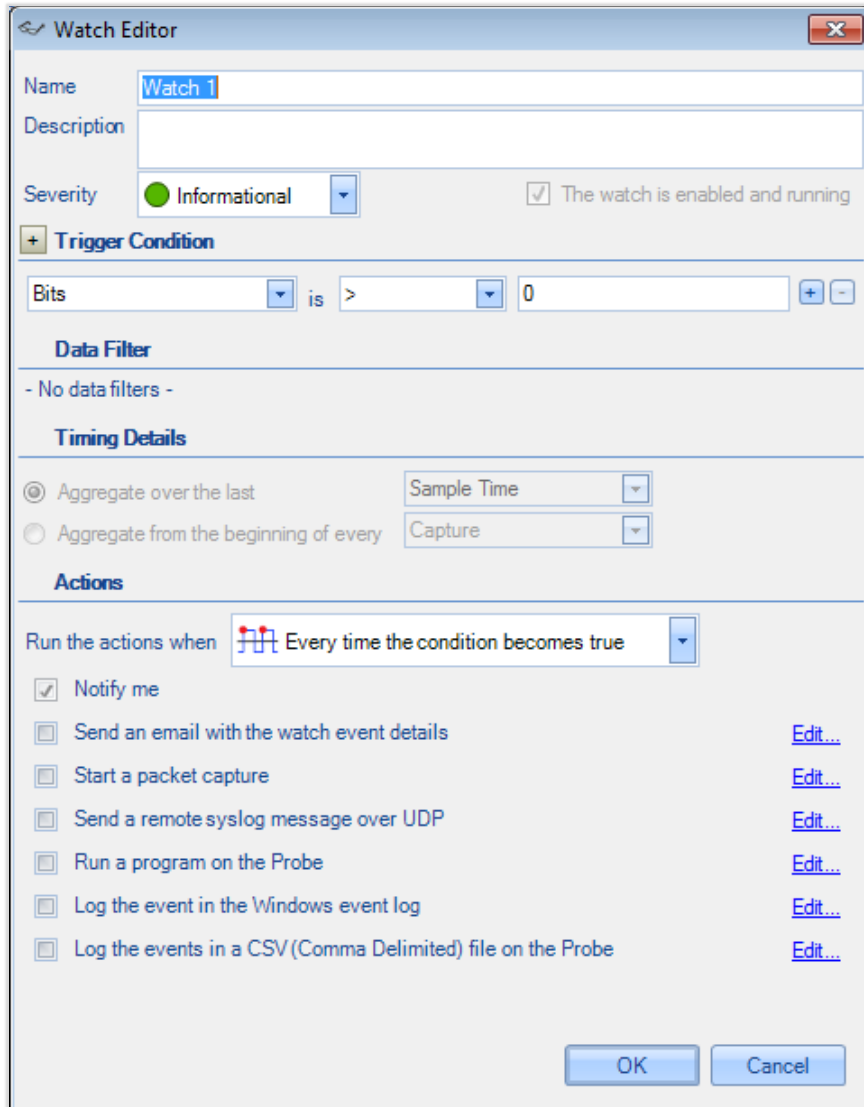 Watch Editor
Name Watch 1
Description
Severity Informational The watch is enabled and running
+ Trigger Condition
Bits is > 0 + -
Data Filter
- No data filters -
Timing Details
Aggregate over the last Sample Time
Aggregate from the beginning of every Capture
Actions
Run the actions when Every time the condition becomes true
Notify me
Send an email with the watch event details Edit...
Start a packet capture Edit...
Send a remote syslog message over UDP Edit...
Run a program on the Probe Edit...
Log the event in the Windows event log Edit...
Log the events in a CSV (Comma Delimited) file on the Probe Edit...
OK Cancel